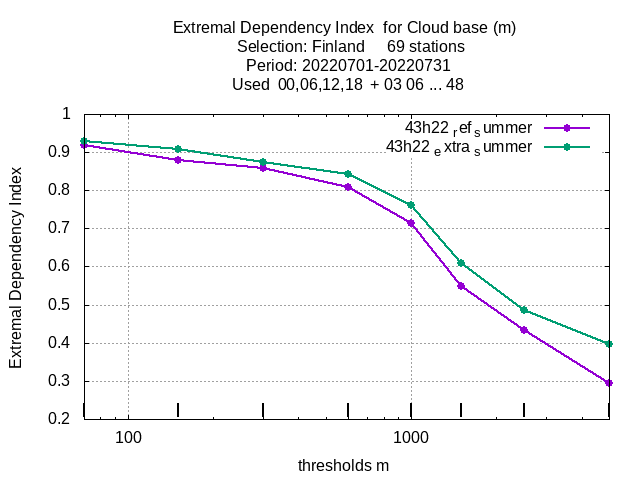 Extremal Dependency Index for Cloud base (m)
Selection: Finland 69 stations
Period: 20220701-20220731
Used 00,06,12,18 + 03 06 ... 48
43h22 ref summer
43h22 extra summer
Extremal Dependency Index
1
0.9
0.8
0.7
0.6
0.5
0.4
0.3
0.2
100 1000
thresholds m